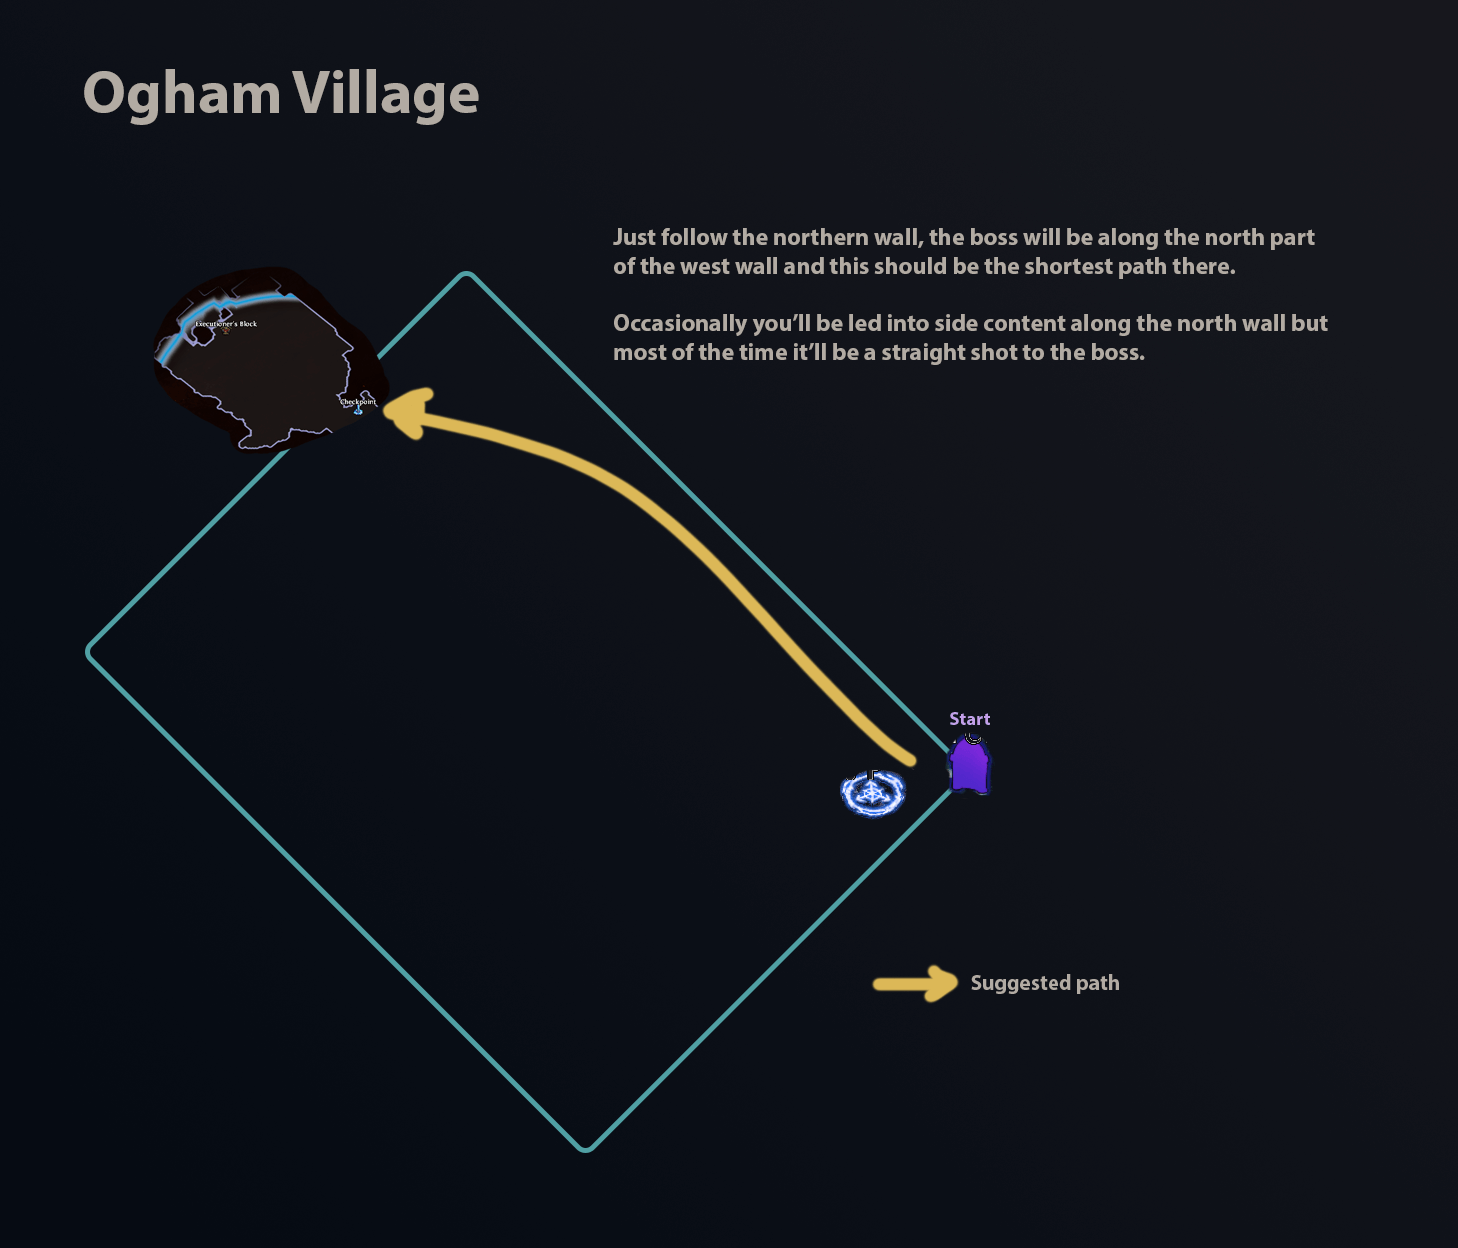 Ogham Village
Just follow the northern wall, the boss will be along the north part
of the west wall and this should be the shortest path there.
Occasionally you'll be led into side content along the north wall but
most of the time it'll be a straight shot to the boss.
Executioner's Block
Checkpoint
Start
Suggested path